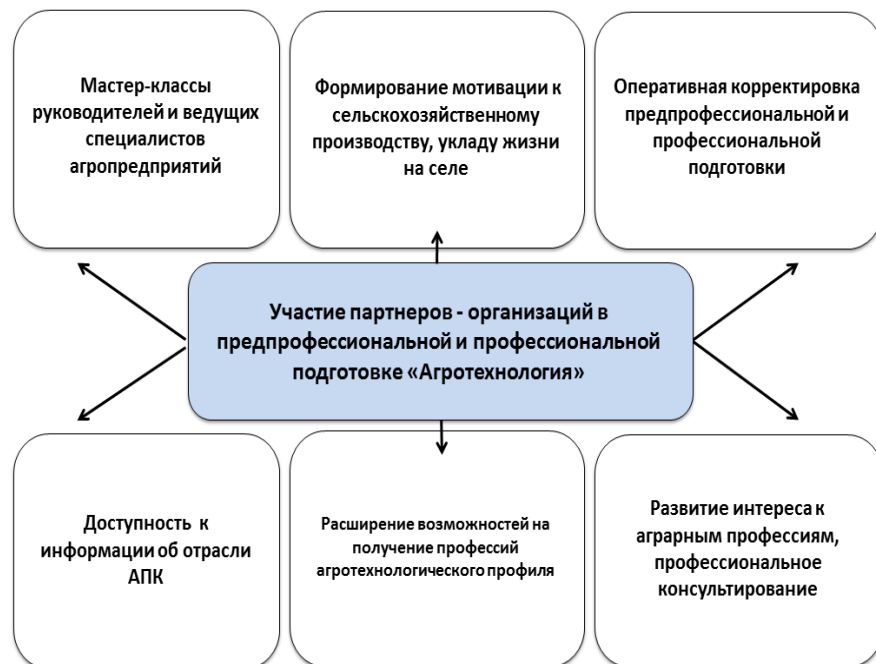 Мастер-классы
руководителей и ведущих
специалистов
агропредприятий
Формирование мотивации к
сельскохозяйственному
производству, укладу жизни
на селе
Оперативная корректировка
предпрофессиональной и
профессиональной
подготовки
Участие партнеров - организаций в
предпрофессиональной и профессиональной
подготовке «Агротехнология»
Доступность к
информации об отрасли
АПК
Расширение возможностей на
получение профессий
агротехнологического профиля
Развитие интереса к
аграрным профессиям,
профессиональное
консультирование